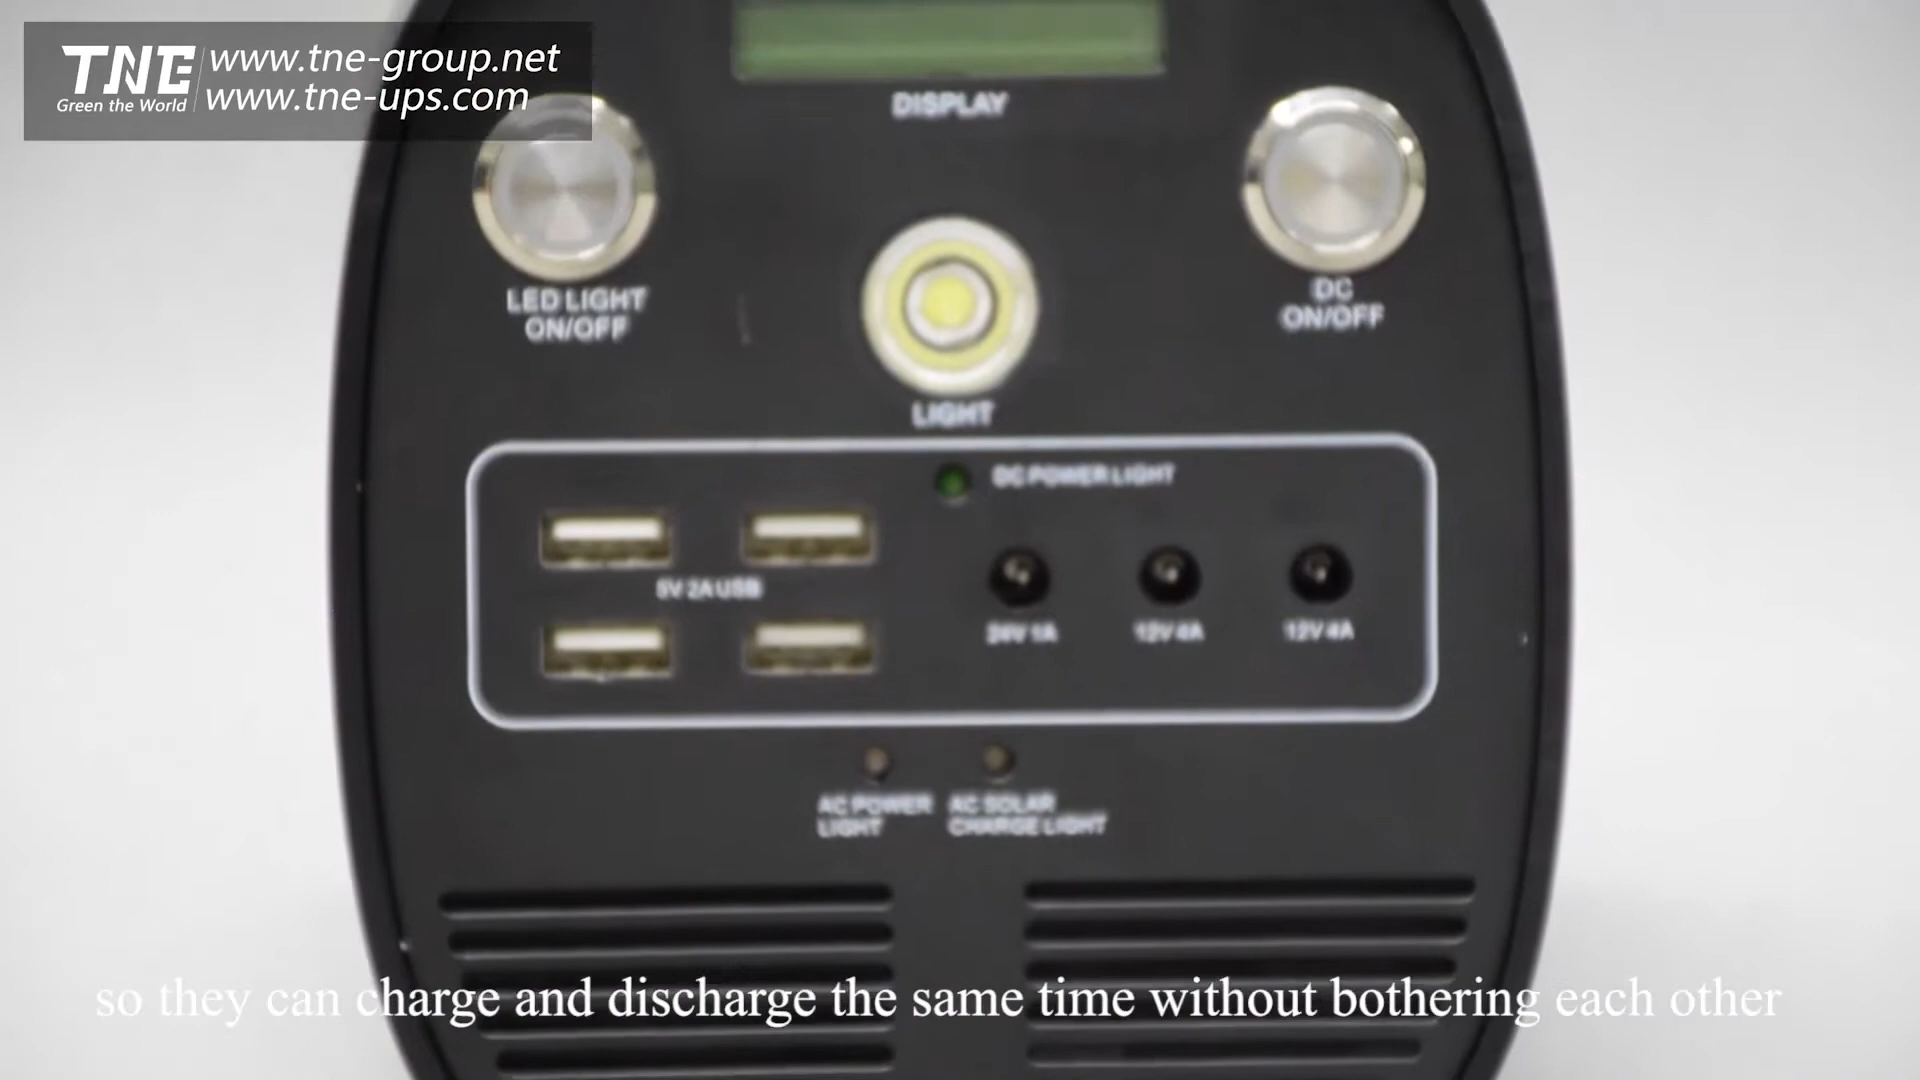 TNE
Green the World
www.tne-group.net
www.tne-ups.com
DISPLAY
LED LIGHT
ON/OFF
DC
ON/OFF
LIGHT
DC POWER LIGHT
5V 2A USB
24V 1A
12V 4A
12V 4A
AC POWER
LIGHT
AC SOLAR
CHARGE LIGHT
so they can charge and discharge the same time without bothering each other